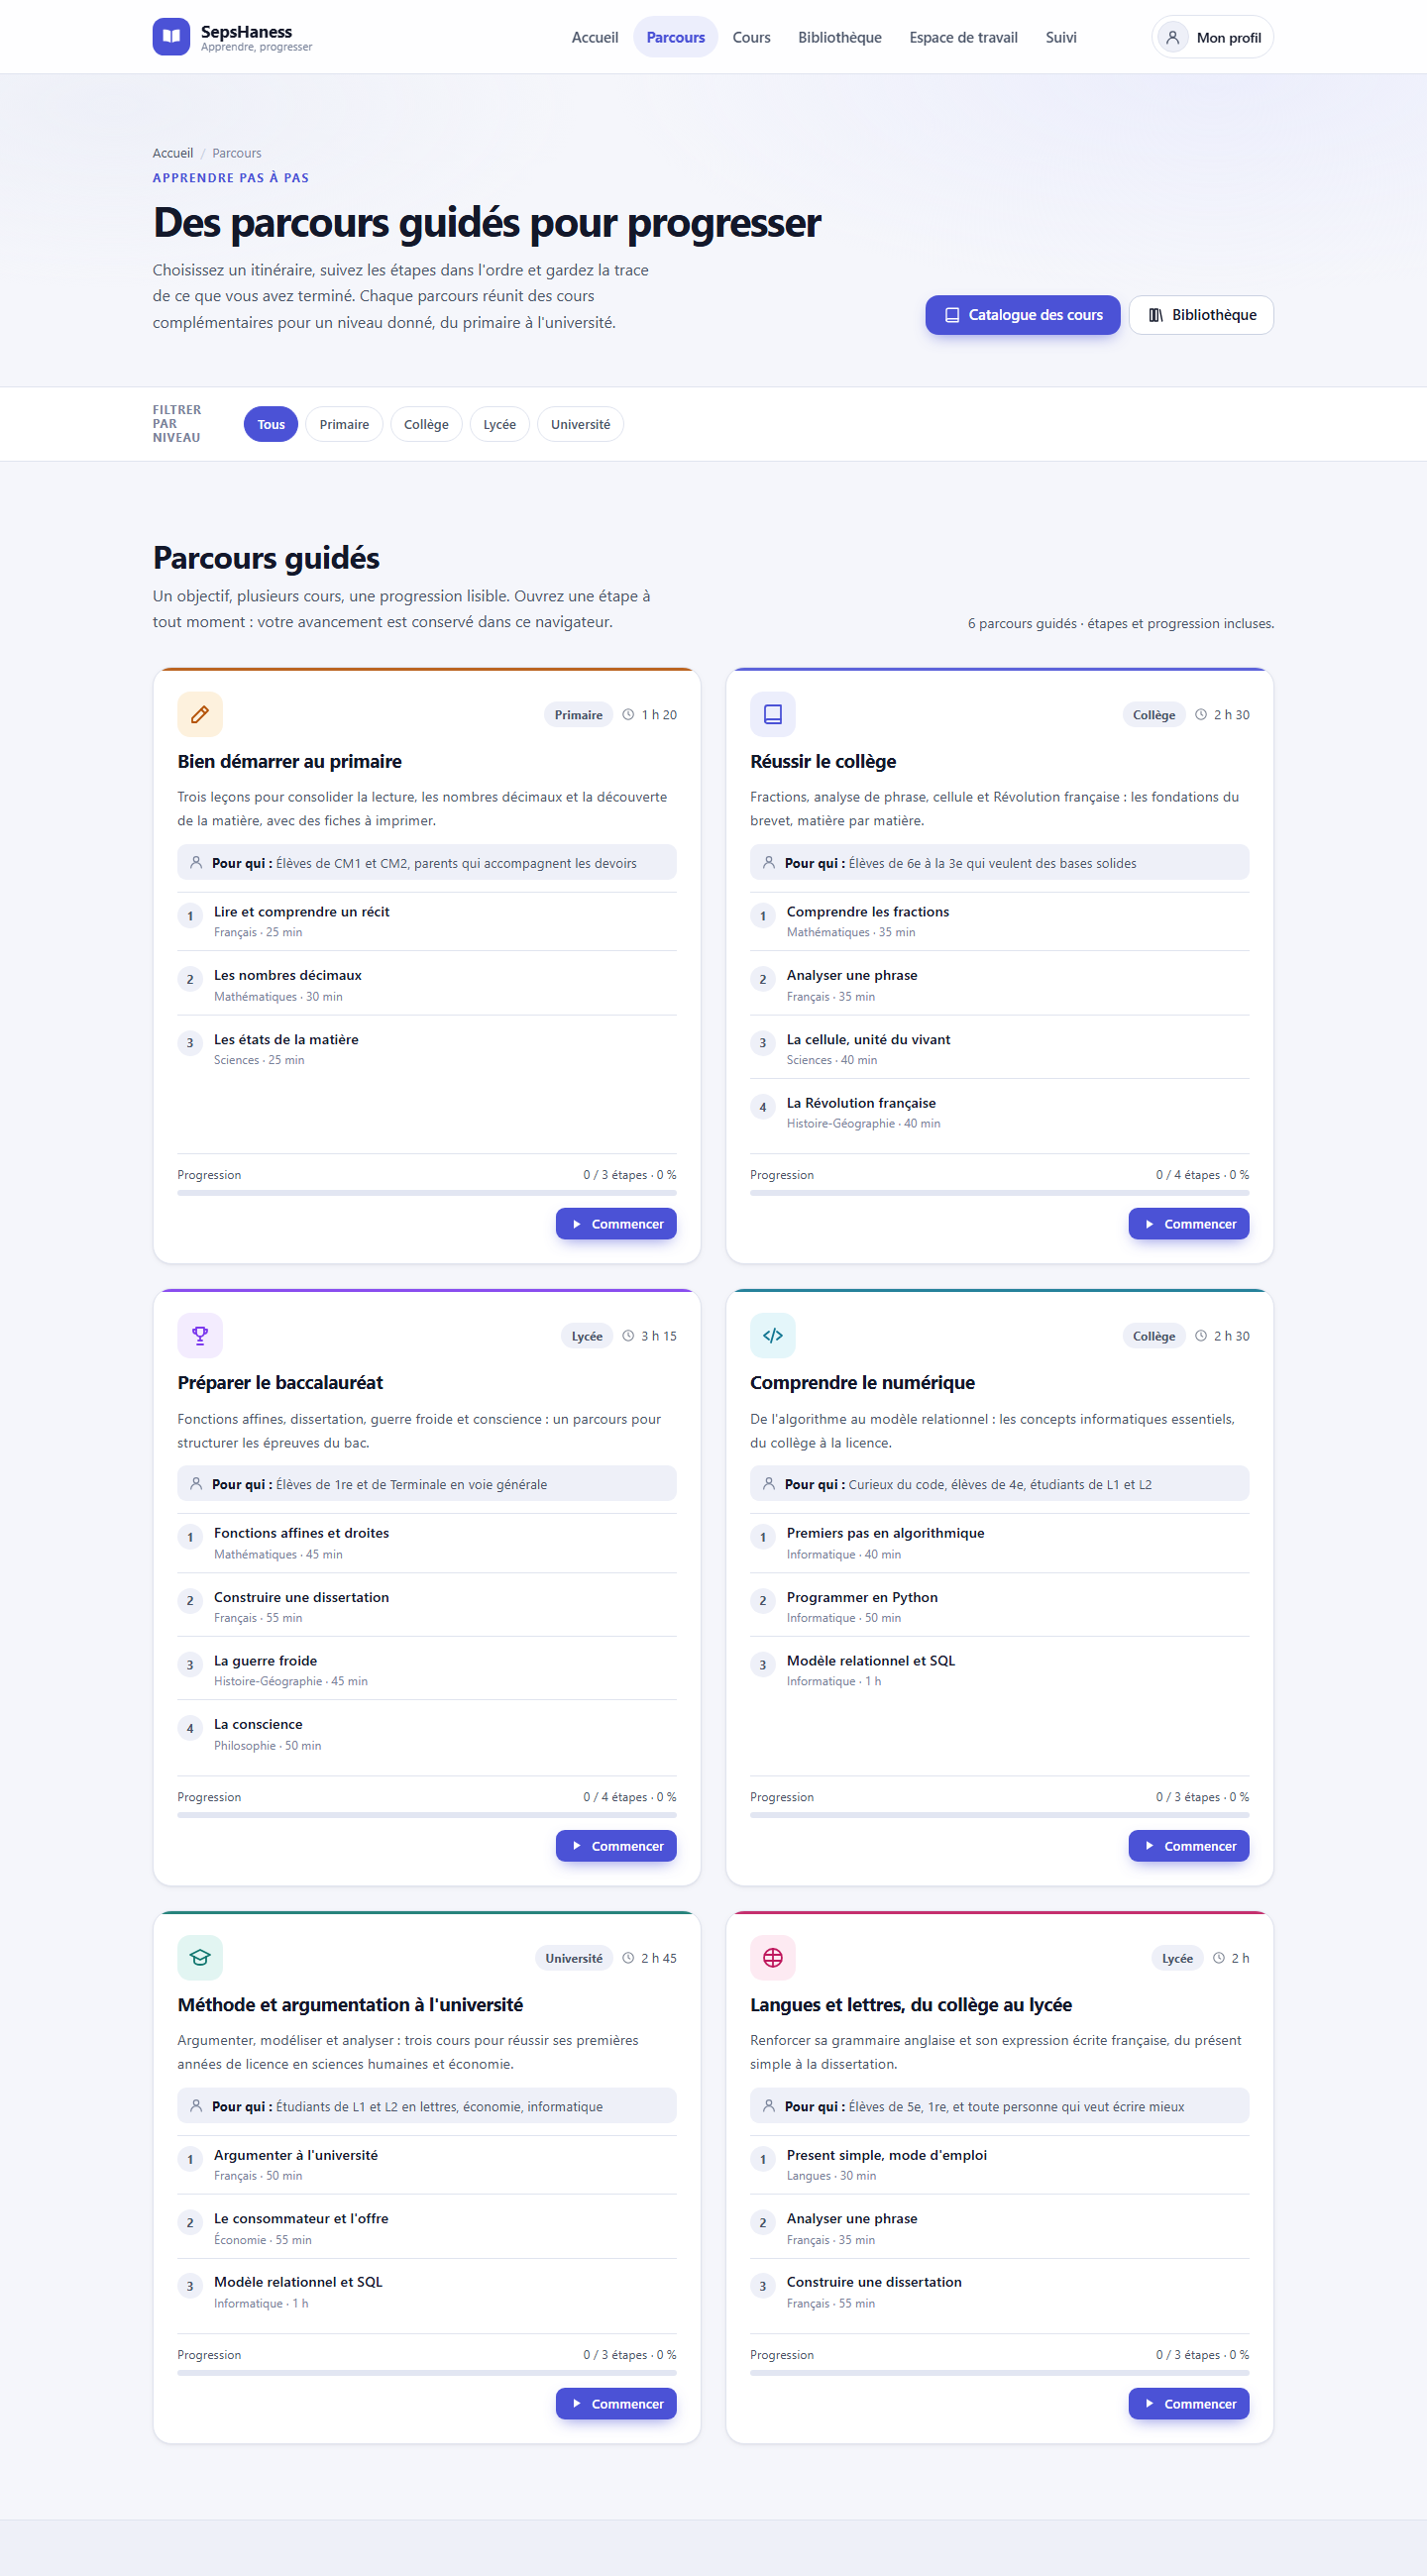 SepsHaness
Apprendre, progresser
Accueil
Parcours
Cours
Bibliothèque
Espace de travail
Suivi
Mon profil
Accueil / Parcours
APPRENDRE PAS À PAS
Des parcours guidés pour progresser
Choisissez un itinéraire, suivez les étapes dans l'ordre et gardez la trace
de ce que vous avez terminé. Chaque parcours réunit des cours
complémentaires pour un niveau donné, du primaire à l'université.
Catalogue des cours
Bibliothèque
FILTRER
PAR
NIVEAU
Tous
Primaire
Collège
Lycée
Université
Parcours guidés
Un objectif, plusieurs cours, une progression lisible. Ouvrez une étape à
tout moment : votre avancement est conservé dans ce navigateur.
6 parcours guidés · étapes et progression incluses.
Primaire
1 h 20
Bien démarrer au primaire
Trois leçons pour consolider la lecture, les nombres décimaux et la découverte
de la matière, avec des fiches à imprimer.
Pour qui : Élèves de CM1 et CM2, parents qui accompagnent les devoirs
1
Lire et comprendre un récit
Français · 25 min
2
Les nombres décimaux
Mathématiques · 30 min
3
Les états de la matière
Sciences · 25 min
Progression
0 / 3 étapes · 0 %
Commencer
Collège
2 h 30
Réussir le collège
Fractions, analyse de phrase, cellule et Révolution française : les fondations du
brevet, matière par matière.
Pour qui : Élèves de 6e à la 3e qui veulent des bases solides
1
Comprendre les fractions
Mathématiques · 35 min
2
Analyser une phrase
Français · 35 min
3
La cellule, unité du vivant
Sciences · 40 min
4
La Révolution française
Histoire-Géographie · 40 min
Progression
0 / 4 étapes · 0 %
Commencer
Lycée
3 h 15
Préparer le baccalauréat
Fonctions affines, dissertation, guerre froide et conscience : un parcours pour
structurer les épreuves du bac.
Pour qui : Élèves de 1re et de Terminale en voie générale
1
Fonctions affines et droites
Mathématiques · 45 min
2
Construire une dissertation
Français · 55 min
3
La guerre froide
Histoire-Géographie · 45 min
4
La conscience
Philosophie · 50 min
Progression
0 / 4 étapes · 0 %
Commencer
Collège
2 h 30
Comprendre le numérique
De l'algorithme au modèle relationnel : les concepts informatiques essentiels,
du collège à la licence.
Pour qui : Curieux du code, élèves de 4e, étudiants de L1 et L2
1
Premiers pas en algorithmique
Informatique · 40 min
2
Programmer en Python
Informatique · 50 min
3
Modèle relationnel et SQL
Informatique · 1 h
Progression
0 / 3 étapes · 0 %
Commencer
Université
2 h 45
Méthode et argumentation à l'université
Argumenter, modéliser et analyser : trois cours pour réussir ses premières
années de licence en sciences humaines et économie.
Pour qui : Étudiants de L1 et L2 en lettres, économie, informatique
1
Argumenter à l'université
Français · 50 min
2
Le consommateur et l'offre
Économie · 55 min
3
Modèle relationnel et SQL
Informatique · 1 h
Progression
0 / 3 étapes · 0 %
Commencer
Lycée
2 h
Langues et lettres, du collège au lycée
Renforcer sa grammaire anglaise et son expression écrite française, du présent
simple à la dissertation.
Pour qui : Élèves de 5e, 1re, et toute personne qui veut écrire mieux
1
Present simple, mode d'emploi
Langues · 30 min
2
Analyser une phrase
Français · 35 min
3
Construire une dissertation
Français · 55 min
Progression
0 / 3 étapes · 0 %
Commencer